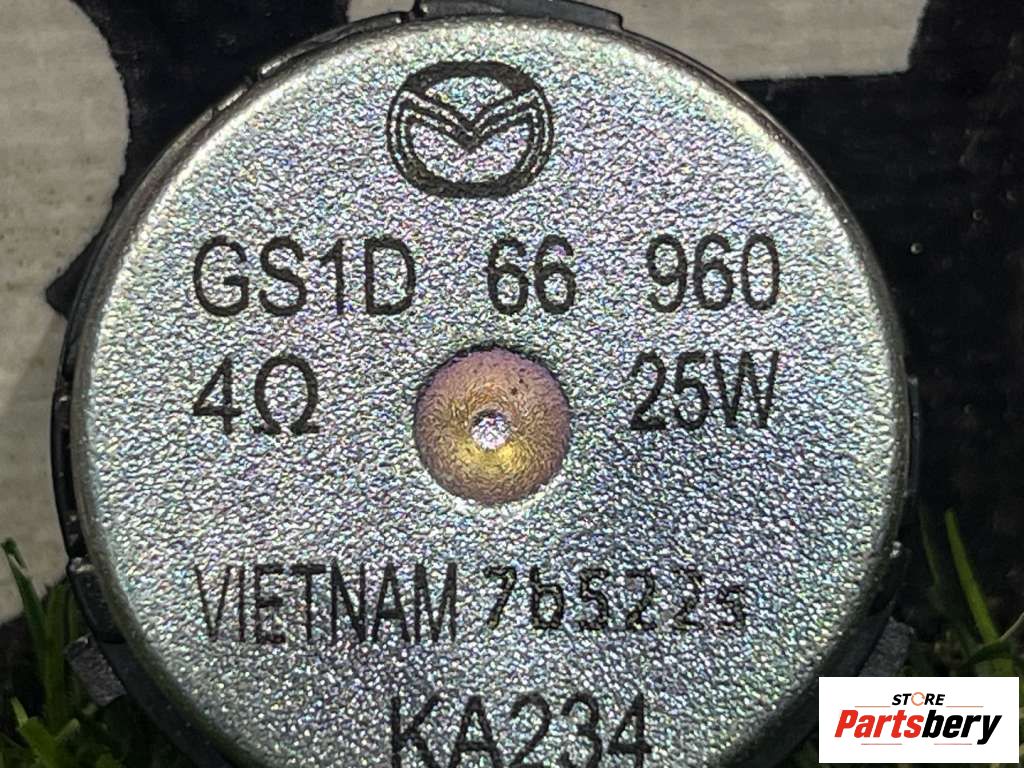 GS1D 66 960
4Ω 25W
VIETNAM 7b522s
KA234
STORE
Partsbery